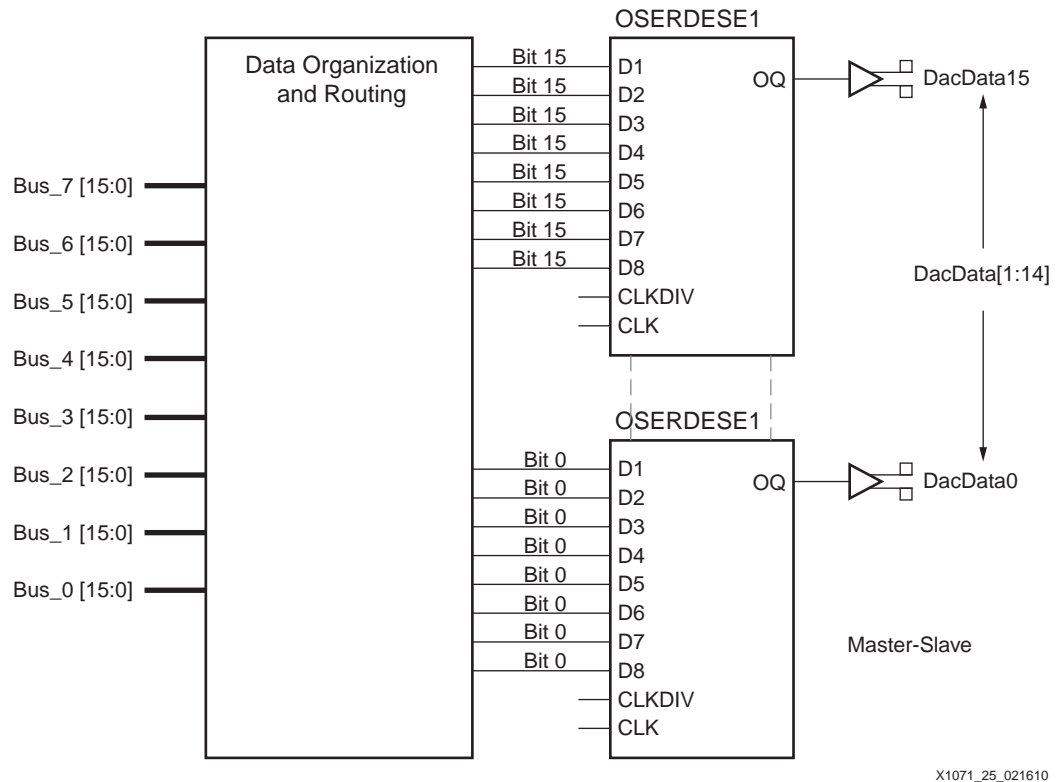 OSERDESE1
Data Organization
and Routing
Bit 15
Bit 15
Bit 15
Bit 15
Bit 15
Bit 15
Bit 15
Bit 15
D1
D2
D3
D4
D5
D6
D7
D8
CLKDIV
CLK
OQ
DacData15
Bus_7 [15:0]
Bus_6 [15:0]
Bus_5 [15:0]
Bus_4 [15:0]
Bus_3 [15:0]
Bus_2 [15:0]
Bus_1 [15:0]
Bus_0 [15:0]
DacData[1:14]
OSERDESE1
Bit 0
Bit 0
Bit 0
Bit 0
Bit 0
Bit 0
Bit 0
Bit 0
D1
D2
D3
D4
D5
D6
D7
D8
CLKDIV
CLK
OQ
DacData0
Master-Slave
X1071_25_021610